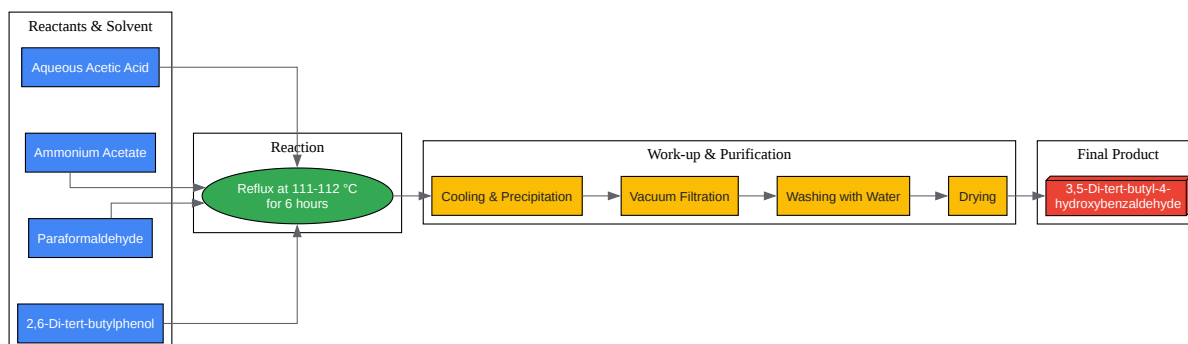 Reactants & Solvent
Aqueous Acetic Acid
Ammonium Acetate
Paraformaldehyde
2,6-Di-tert-butylphenol
Reaction
Reflux at 111-112 °C
for 6 hours
Work-up & Purification
Cooling & Precipitation
Vacuum Filtration
Washing with Water
Drying
Final Product
3,5-Di-tert-butyl-4-
hydroxybenzaldehyde